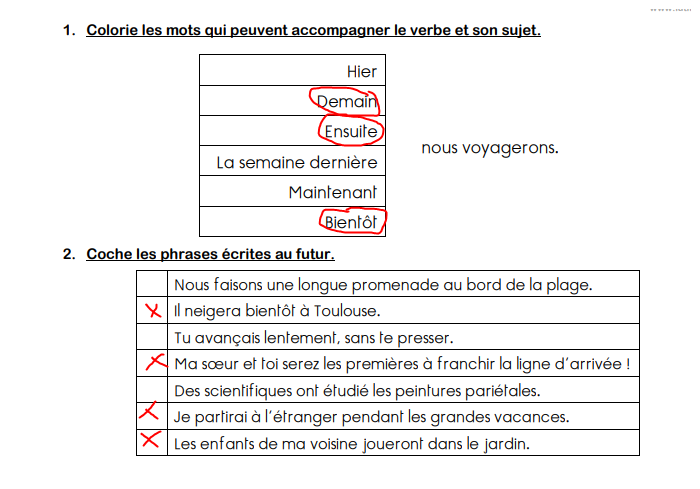 1. Colorie les mots qui peuvent accompagner le verbe et son sujet.
Hier
Demain
Ensuite
La semaine dernière
Maintenant
Bientôt
nous voyagerons.
2. Coche les phrases écrites au futur.
Nous faisons une longue promenade au bord de la plage.
Il neigera bientôt à Toulouse.
Tu avançais lentement, sans te presser.
Ma sœur et toi serez les premières à franchir la ligne d'arrivée !
Des scientifiques ont étudié les peintures pariétales.
Je partirai à l'étranger pendant les grandes vacances.
Les enfants de ma voisine joueront dans le jardin.